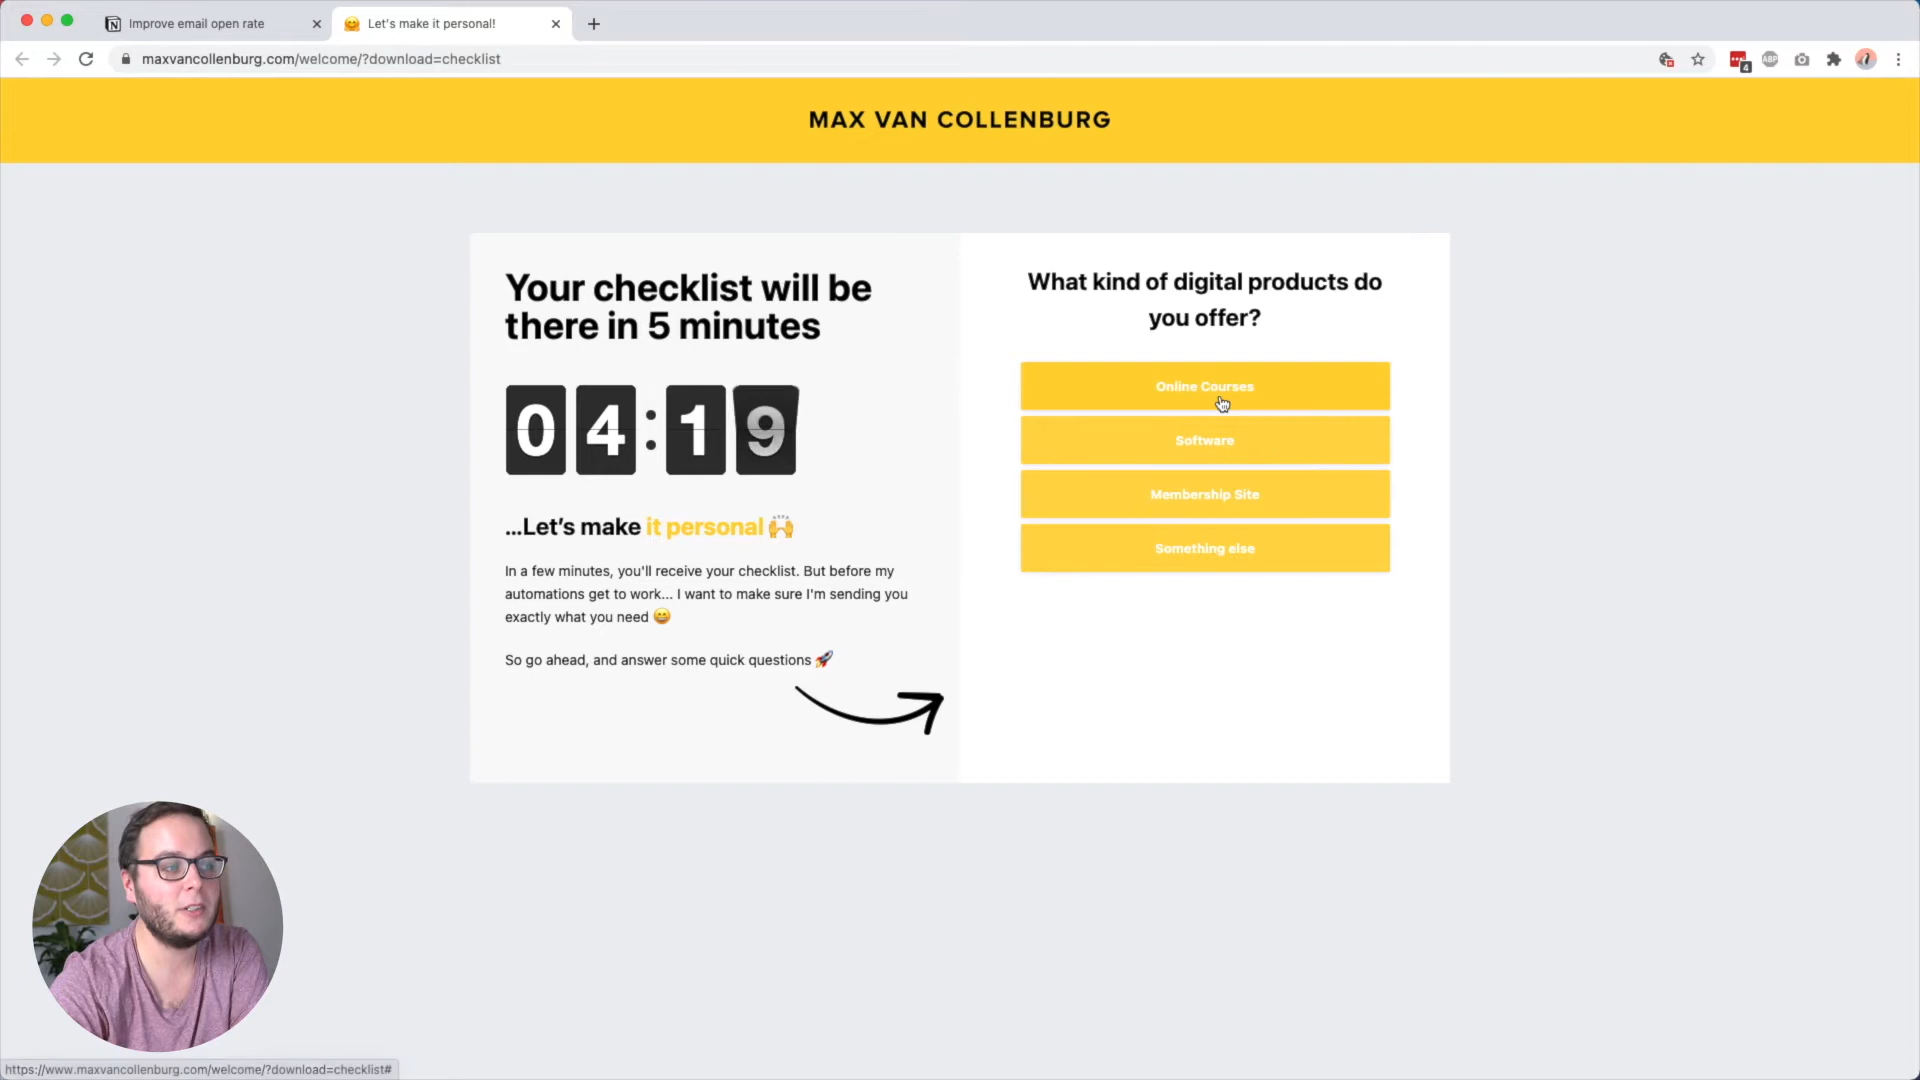 Improve email open rate
Let's make it personal!
maxvancollenburg.com/welcome/?download=checklist
4
ABP
MAX VAN COLLENBURG
Your checklist will be
there in 5 minutes
04:19
...Let's make it personal 🙌
In a few minutes, you'll receive your checklist. But before my
automations get to work... I want to make sure I'm sending you
exactly what you need 😄
So go ahead, and answer some quick questions 🚀
What kind of digital products do
you offer?
Online Courses
Software
Membership Site
Something else
https://www.maxvancollenburg.com/welcome/?download=checklist#